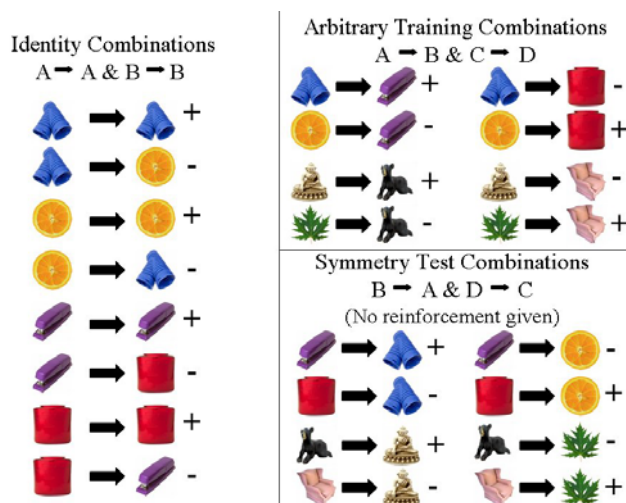 Identity Combinations
A → A & B → B
+
-
+
-
+
-
+
-
Arbitrary Training Combinations
A → B & C → D
+ -
- +
+ -
- +
Symmetry Test Combinations
B → A & D → C
(No reinforcement given)
+ -
- +
+ -
- +